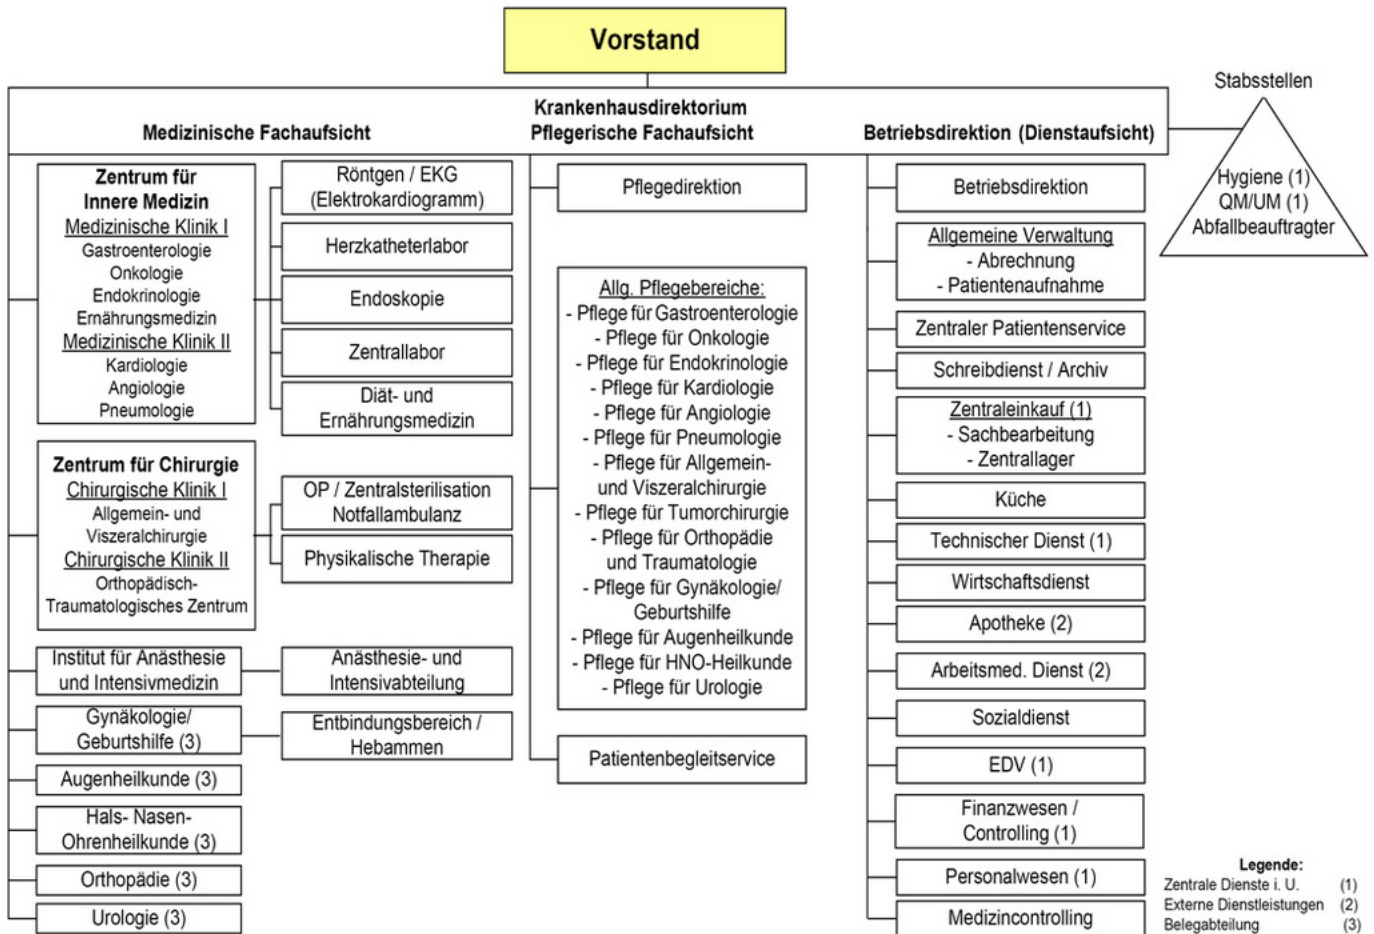 Vorstand
Krankenhausdirektorium
Medizinische Fachaufsicht
Pflegerische Fachaufsicht
Betriebsdirektion (Dienstaufsicht)
Stabsstellen
Hygiene (1)
QM/UM (1)
Abfallbeauftragter
Zentrum für
Innere Medizin
Medizinische Klinik I
Gastroenterologie
Onkologie
Endokrinologie
Ernährungsmedizin
Medizinische Klinik II
Kardiologie
Angiologie
Pneumologie
Röntgen / EKG
(Elektrokardiogramm)
Herzkatheterlabor
Endoskopie
Zentrallabor
Diät- und
Ernährungsmedizin
Zentrum für Chirurgie
Chirurgische Klinik I
Allgemein- und
Viszeralchirurgie
Chirurgische Klinik II
Orthopädisch-
Traumatologisches Zentrum
OP / Zentralsterilisation
Notfallambulanz
Physikalische Therapie
Institut für Anästhesie
und Intensivmedizin
Anästhesie- und
Intensivabteilung
Gynäkologie/
Geburtshilfe (3)
Entbindungsbereich /
Hebammen
Augenheilkunde (3)
Hals- Nasen-
Ohrenheilkunde (3)
Orthopädie (3)
Urologie (3)
Pflegedirektion
Allg. Pflegebereiche:
- Pflege für Gastroenterologie
- Pflege für Onkologie
- Pflege für Endokrinologie
- Pflege für Kardiologie
- Pflege für Angiologie
- Pflege für Pneumologie
- Pflege für Allgemein-
und Viszeralchirurgie
- Pflege für Tumorchirurgie
- Pflege für Orthopädie
und Traumatologie
- Pflege für Gynäkologie/
Geburtshilfe
- Pflege für Augenheilkunde
- Pflege für HNO-Heilkunde
- Pflege für Urologie
Patientenbegleitservice
Betriebsdirektion
Allgemeine Verwaltung
- Abrechnung
- Patientenaufnahme
Zentraler Patientenservice
Schreibdienst / Archiv
Zentraleinkauf (1)
- Sachbearbeitung
- Zentrallager
Küche
Technischer Dienst (1)
Wirtschaftsdienst
Apotheke (2)
Arbeitsmed. Dienst (2)
Sozialdienst
EDV (1)
Finanzwesen /
Controlling (1)
Personalwesen (1)
Medizincontrolling
Legende:
Zentrale Dienste i. U. (1)
Externe Dienstleistungen (2)
Belegabteilung (3)